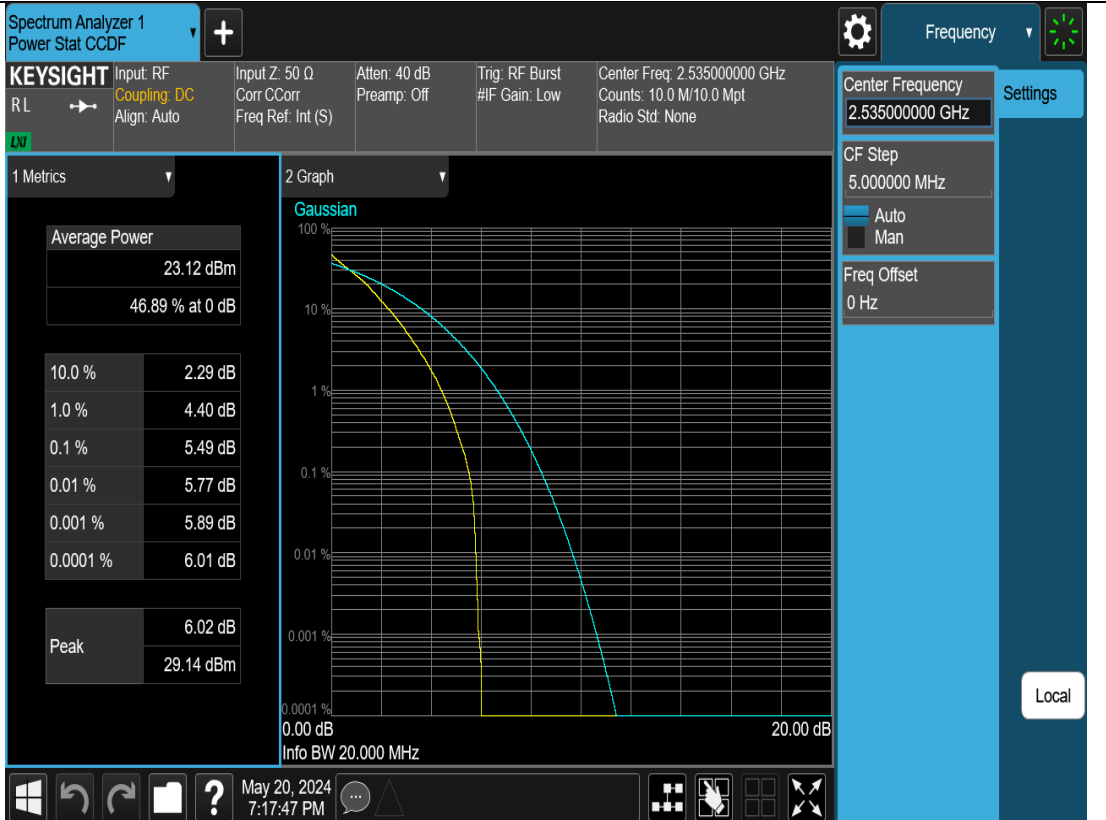 Spectrum Analyzer 1
Power Stat CCDF
+
Frequency
KEYSIGHT
R L
LXI
Input: RF
Coupling: DC
Align: Auto
Input Z: 50 Ω
Corr CCorr
Freq Ref: Int (S)
Atten: 40 dB
Preamp: Off
Trig: RF Burst
#IF Gain: Low
Center Freq: 2.535000000 GHz
Counts: 10.0 M/10.0 Mpt
Radio Std: None
Center Frequency
2.535000000 GHz
Settings
CF Step
5.000000 MHz
Auto
Man
Freq Offset
0 Hz
1 Metrics
Average Power
23.12 dBm
46.89 % at 0 dB
10.0 % 2.29 dB
1.0 % 4.40 dB
0.1 % 5.49 dB
0.01 % 5.77 dB
0.001 % 5.89 dB
0.0001 % 6.01 dB
Peak
6.02 dB
29.14 dBm
2 Graph
Gaussian
100 %
10 %
1 %
0.1 %
0.01 %
0.001 %
0.0001 %
0.00 dB 20.00 dB
Info BW 20.000 MHz
Local
?
May 20, 2024
7:17:47 PM